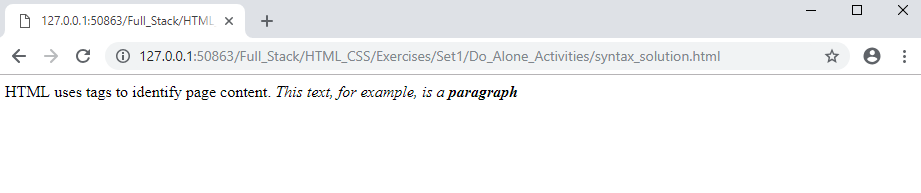 127.0.0.1:50863/Full_Stack/HTML
127.0.0.1:50863/Full_Stack/HTML_CSS/Exercises/Set1/Do_Alone_Activities/syntax_solution.html
HTML uses tags to identify page content. This text, for example, is a paragraph